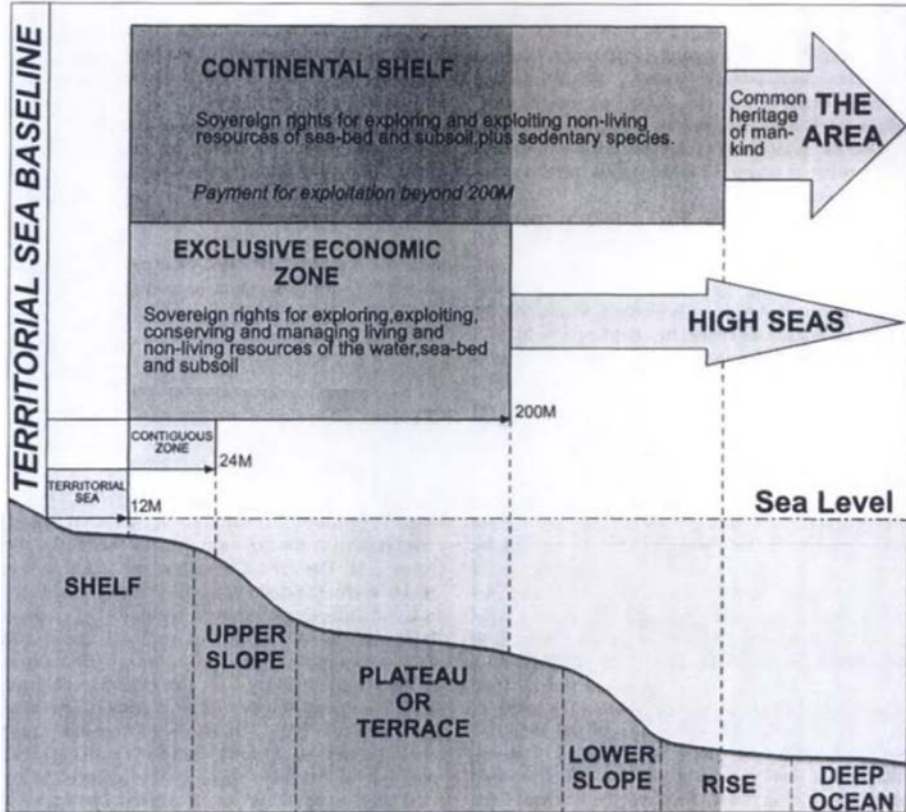 TERRITORIAL SEA BASELINE
CONTINENTAL SHELF
Sovereign rights for exploring and exploiting non-living
resources of sea-bed and subsoil,plus sedentary species.
Payment for exploitation beyond 200M
Common
heritage
of man-
kind
THE
AREA
EXCLUSIVE ECONOMIC
ZONE
Sovereign rights for exploring,exploiting,
conserving and managing living and
non-living resources of the water,sea-bed
and subsoil
HIGH SEAS
200M
CONTIGUOUS
ZONE
24M
TERRITORIAL
SEA
12M
Sea Level
SHELF
UPPER
SLOPE
PLATEAU
OR
TERRACE
LOWER
SLOPE
RISE
DEEP
OCEAN